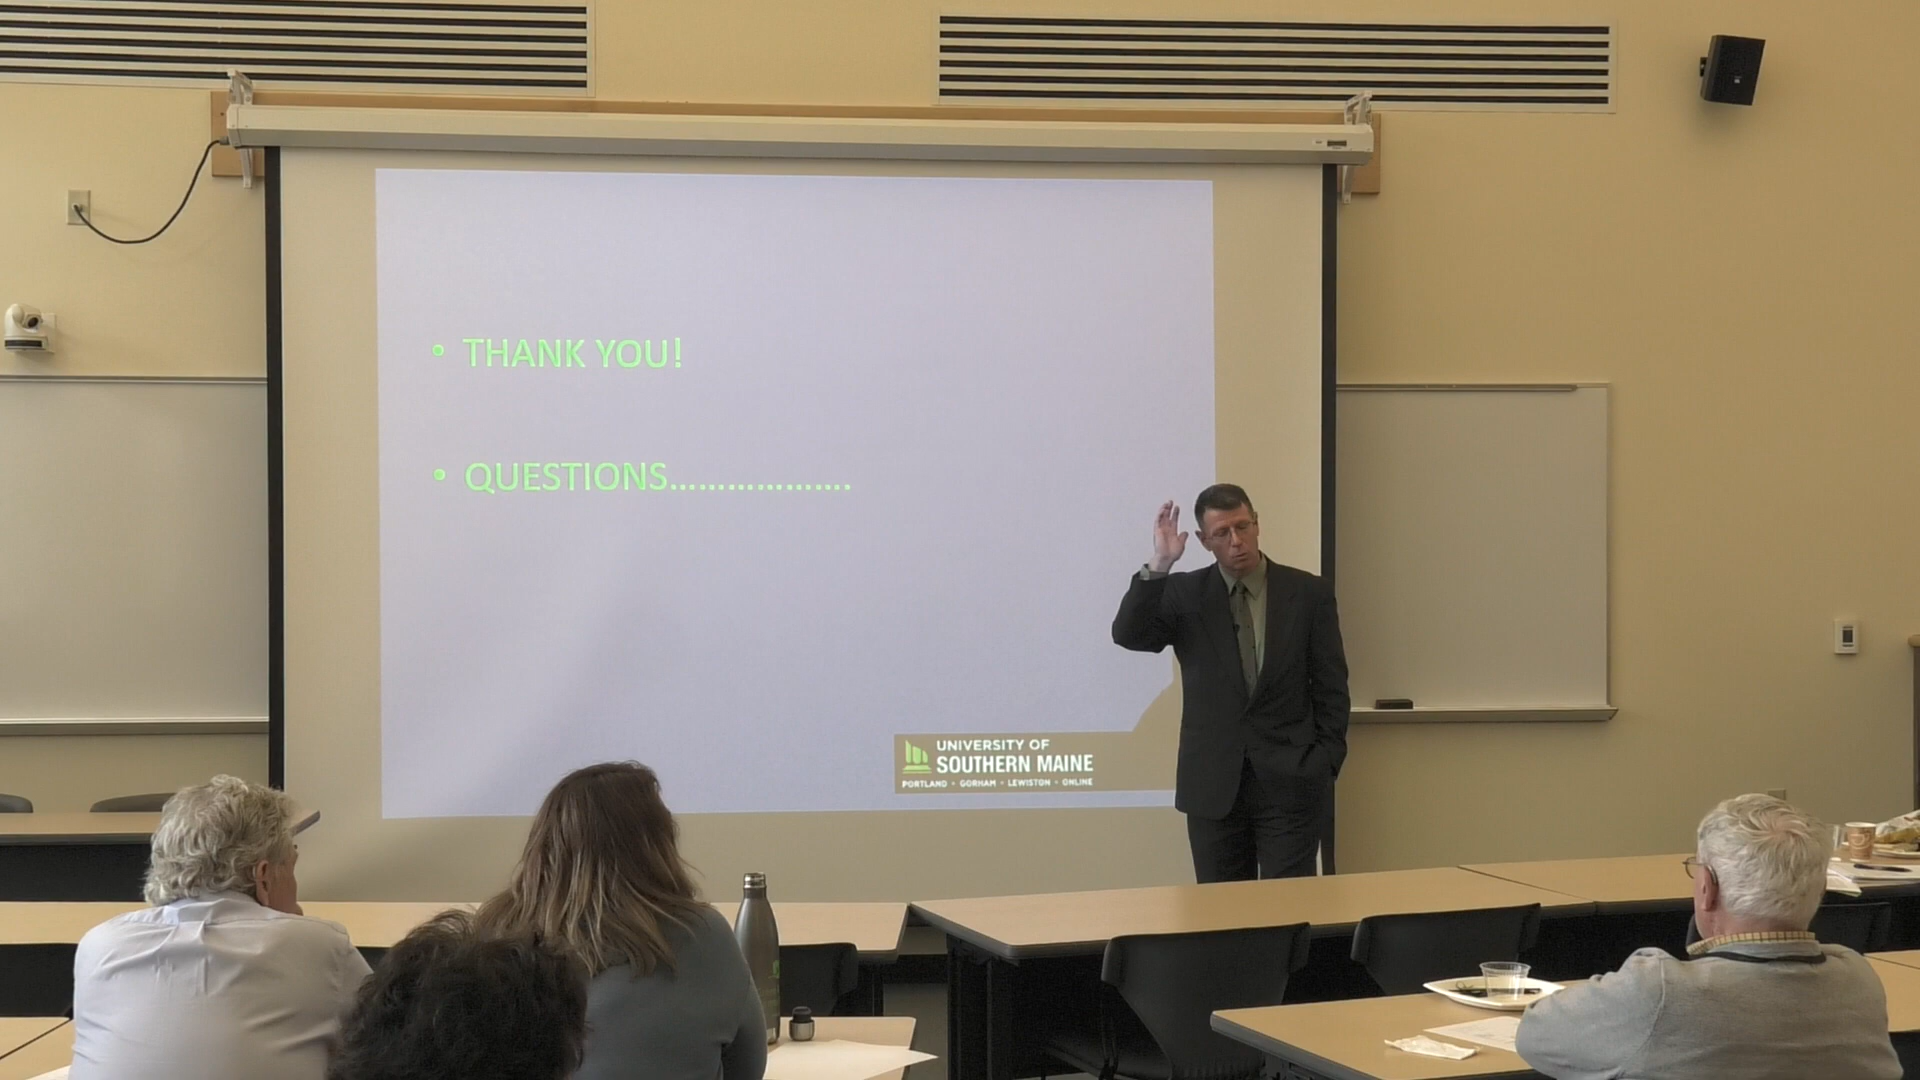 • THANK YOU!
• QUESTIONS...................
UNIVERSITY OF
SOUTHERN MAINE
PORTLAND • GORHAM • LEWISTON • ONLINE